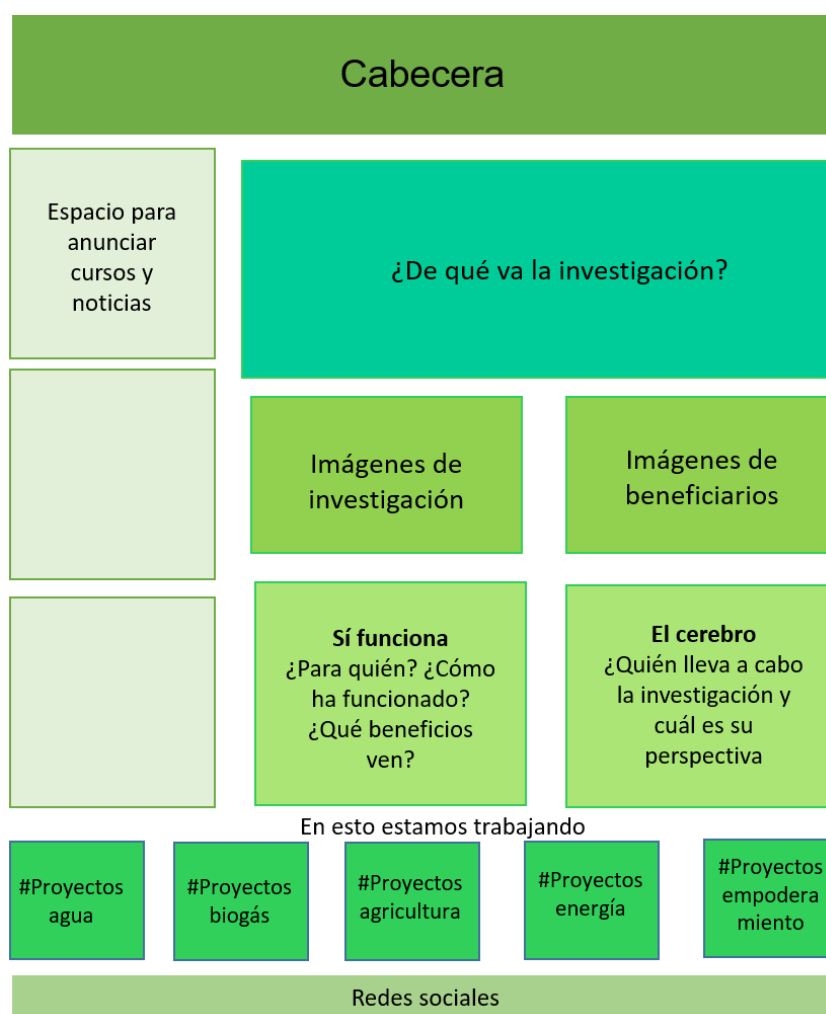 Cabecera
Espacio para
anunciar
cursos y
noticias
¿De qué va la investigación?
Imágenes de
investigación
Imágenes de
beneficiarios
Sí funciona
¿Para quién? ¿Cómo
ha funcionado?
¿Qué beneficios
ven?
El cerebro
¿Quién lleva a cabo
la investigación y
cuál es su
perspectiva
En esto estamos trabajando
#Proyectos
agua
#Proyectos
biogás
#Proyectos
agricultura
#Proyectos
energía
#Proyectos
empodera
miento
Redes sociales